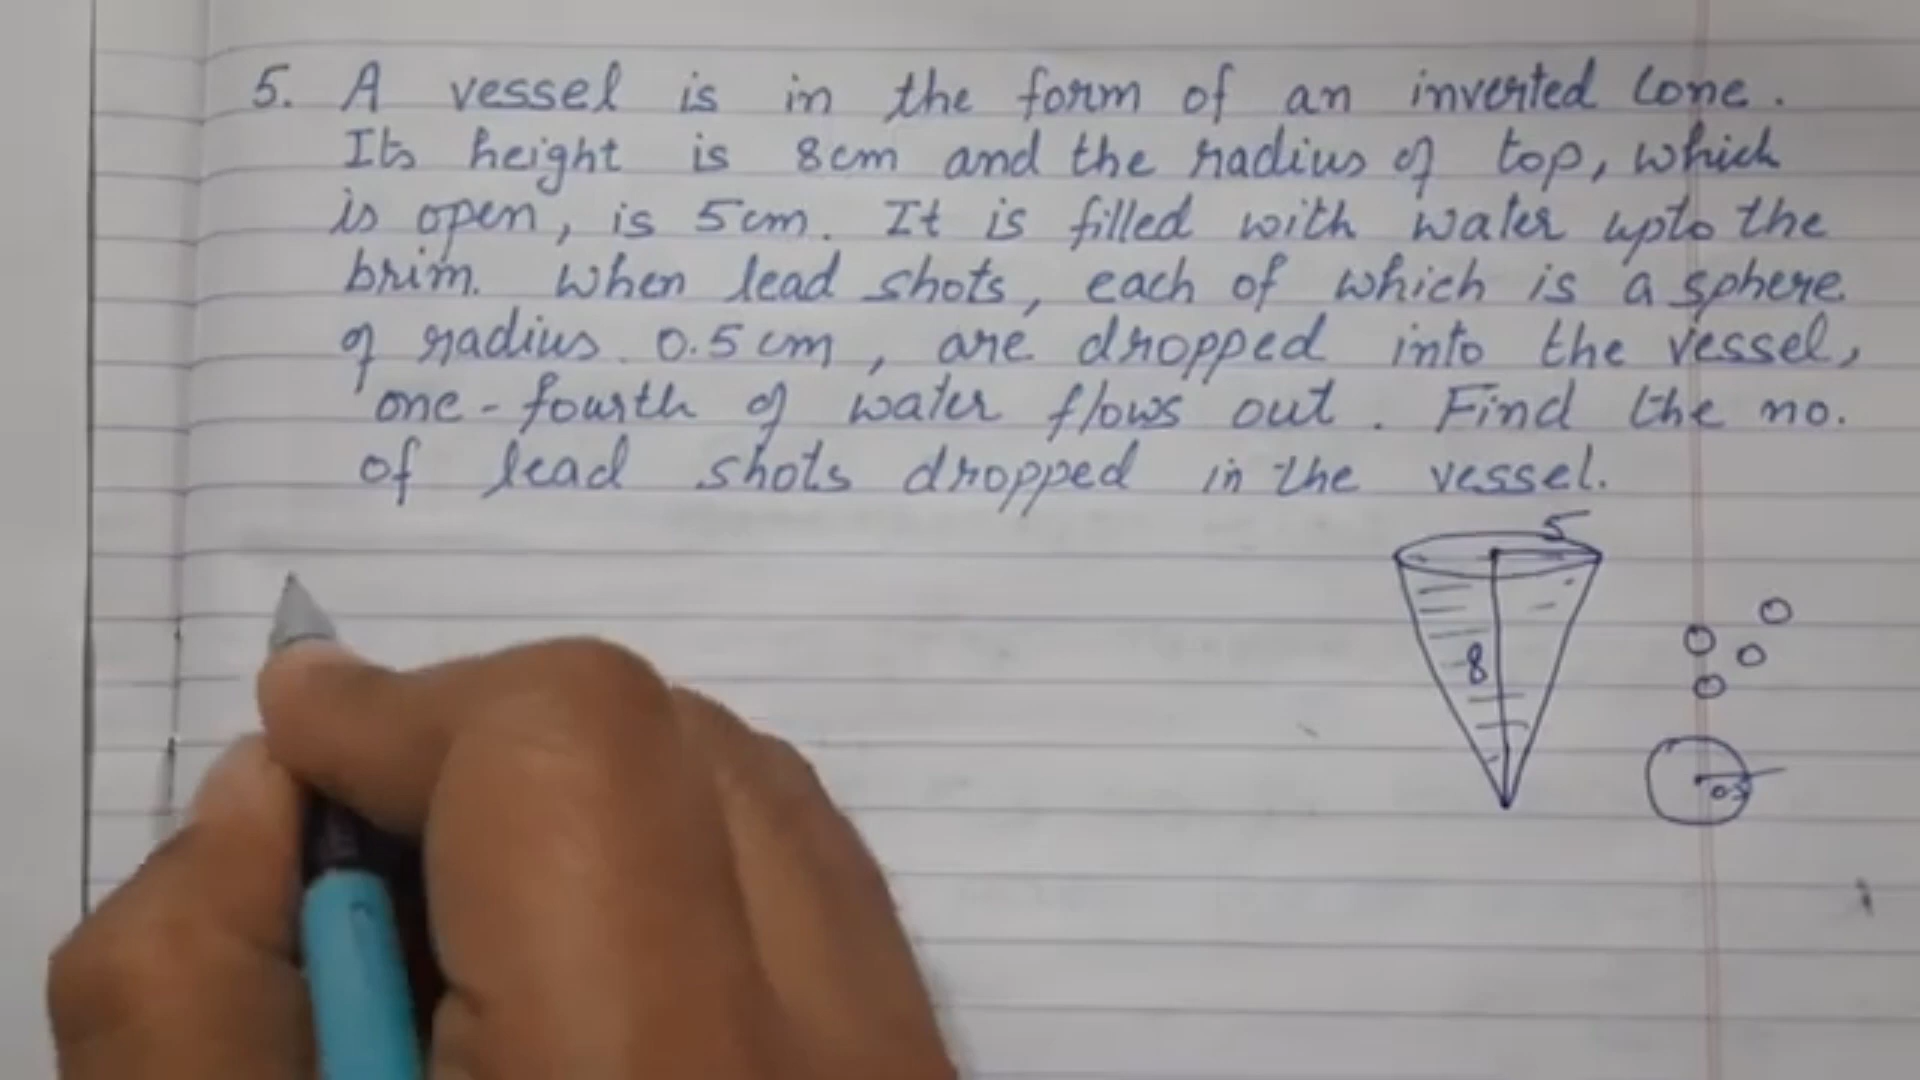 5. A vessel is in the form of an inverted cone.
Its height is 8cm and the radius of top, which
is open, is 5cm. It is filled with water upto the
brim. When lead shots, each of which is a sphere
of radius 0.5cm, are dropped into the vessel,
one-fourth of water flows out. Find the no.
of lead shots dropped in the vessel.
5
8
0.5